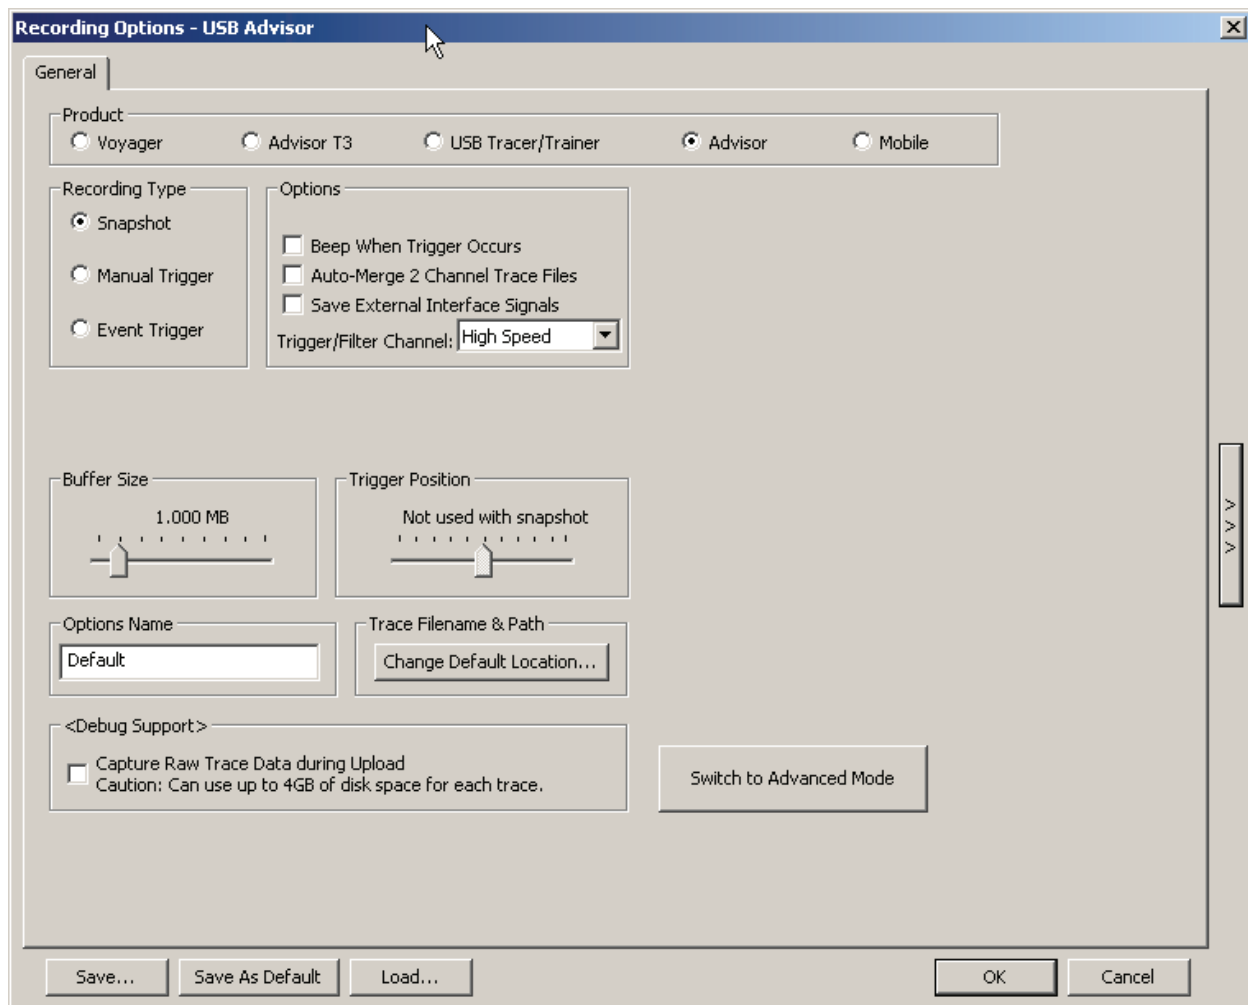 Recording Options - USB Advisor
General
Product
Voyager
Advisor T3
USB Tracer/Trainer
Advisor
Mobile
Recording Type
Snapshot
Manual Trigger
Event Trigger
Options
Beep When Trigger Occurs
Auto-Merge 2 Channel Trace Files
Save External Interface Signals
Trigger/Filter Channel: High Speed
Buffer Size
1.000 MB
Trigger Position
Not used with snapshot
>
>
>
Options Name
Default
Trace Filename & Path
Change Default Location...
<Debug Support>
Capture Raw Trace Data during Upload
Caution: Can use up to 4GB of disk space for each trace.
Switch to Advanced Mode
Save...
Save As Default
Load...
OK
Cancel